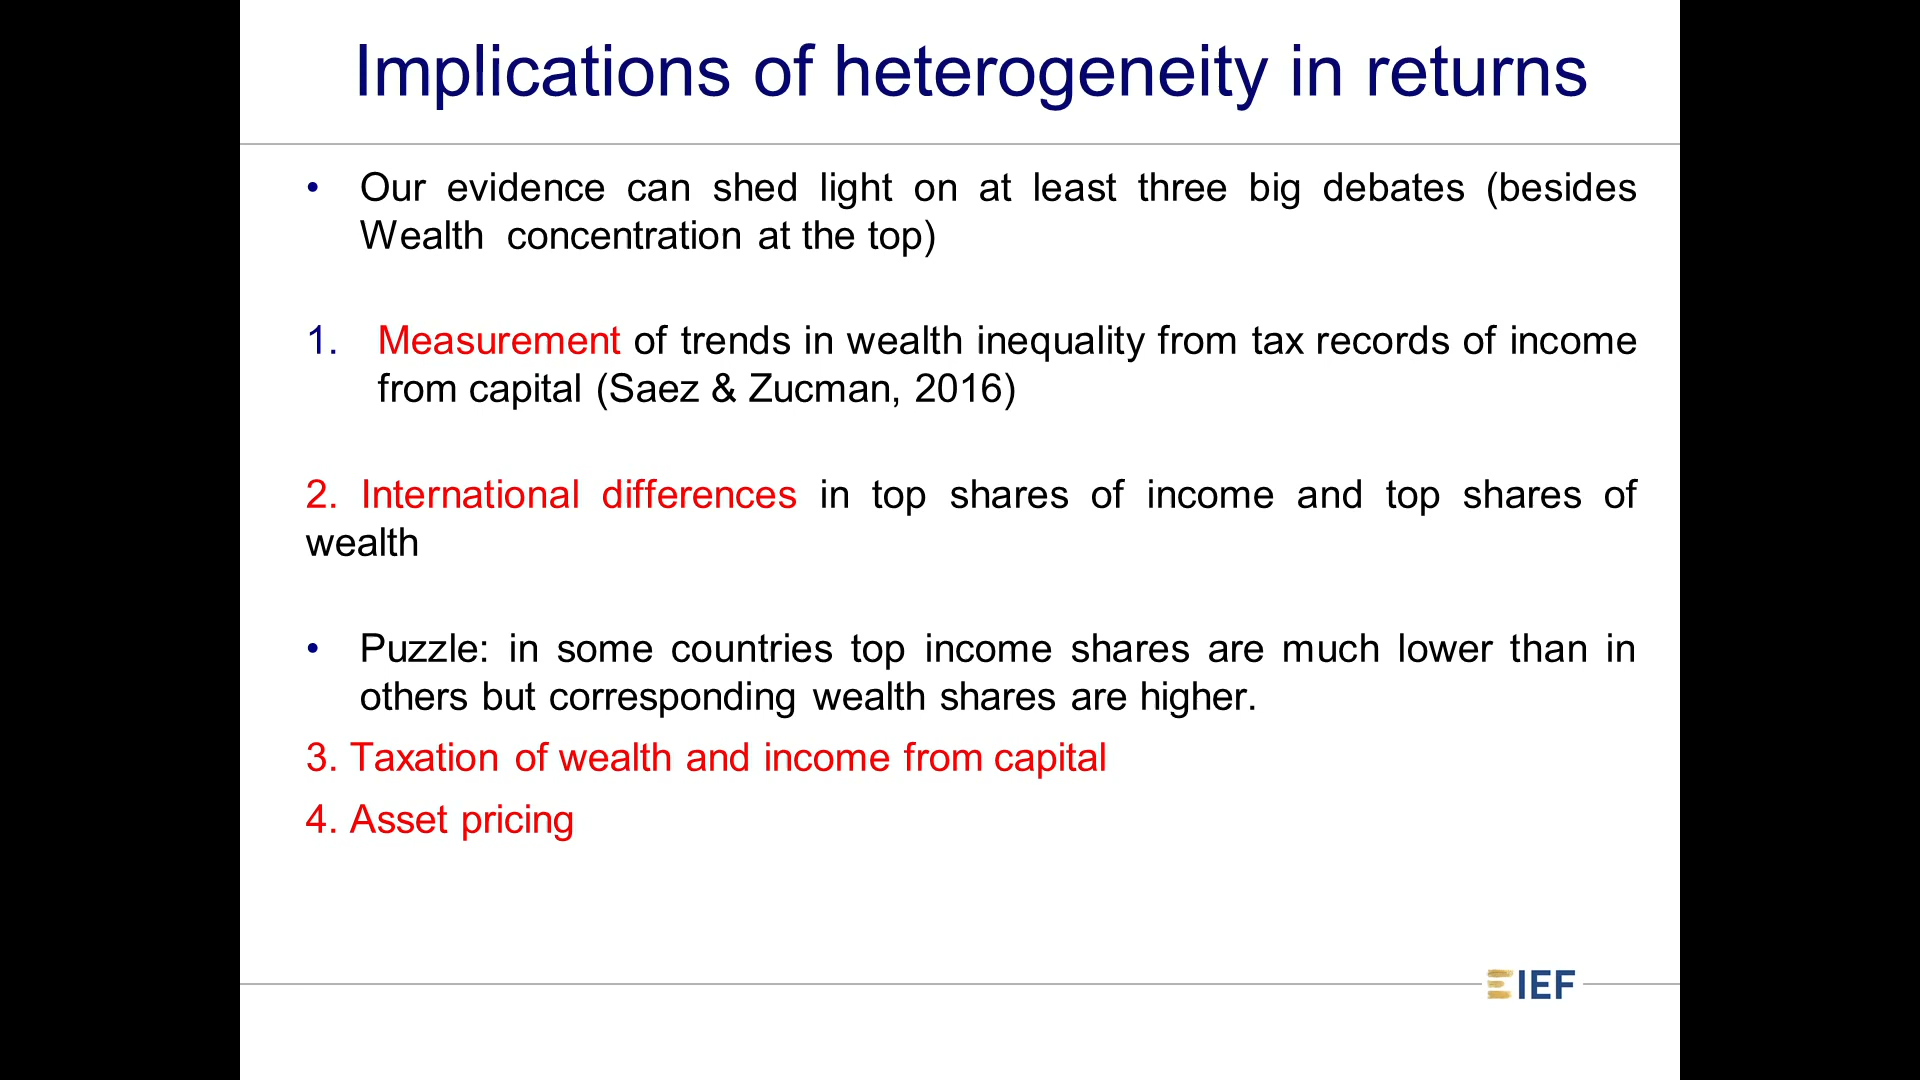 Implications of heterogeneity in returns
• Our evidence can shed light on at least three big debates (besides
Wealth concentration at the top)
1. Measurement of trends in wealth inequality from tax records of income
from capital (Saez & Zucman, 2016)
2. International differences in top shares of income and top shares of
wealth
• Puzzle: in some countries top income shares are much lower than in
others but corresponding wealth shares are higher.
3. Taxation of wealth and income from capital
4. Asset pricing
EIEF